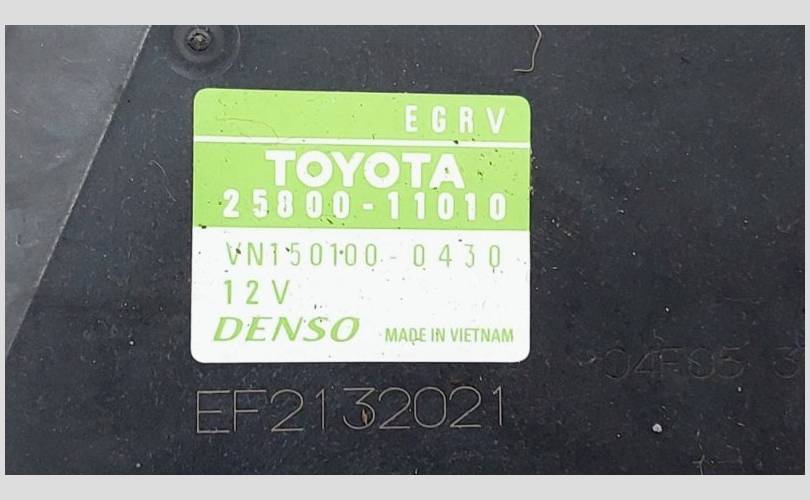 EGRV
TOYOTA
25800-11010
VN150100-0430
12V
DENSO MADE IN VIETNAM
EF2132021